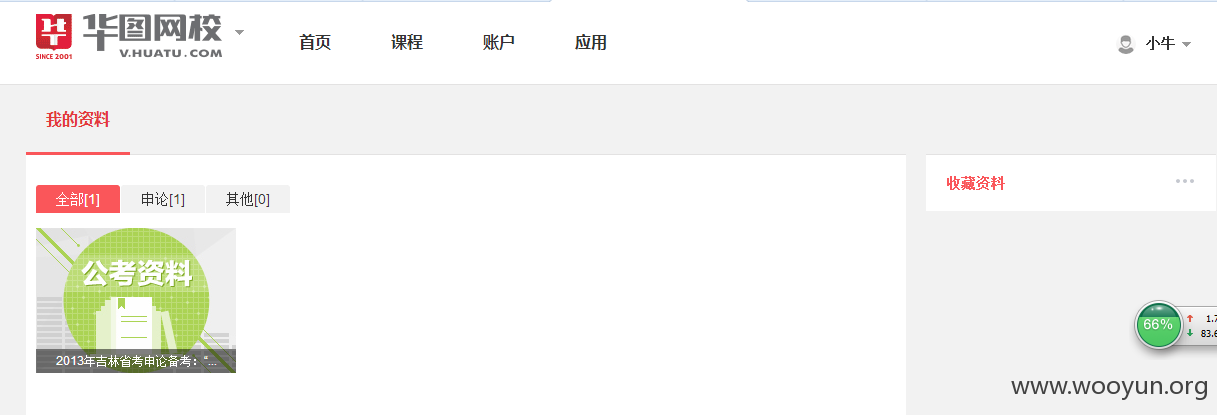 华图网校
V.HUATU.COM
SINCE 2001
首页 课程 账户 应用
小牛
我的资料
全部[1] 申论[1] 其他[0]
收藏资料
公考资料
2013年吉林省考申论备考：“...
66%
1.7
83.6
www.wooyun.org